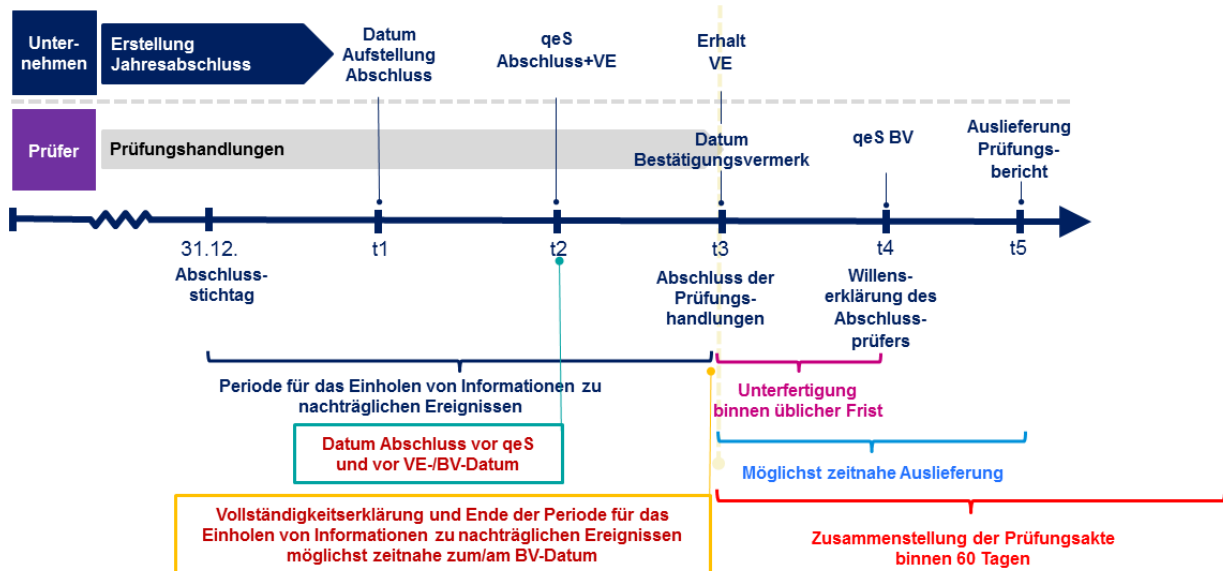 Unter-
nehmen
Erstellung
Jahresabschluss
Datum
Aufstellung
Abschluss
qeS
Abschluss+VE
Erhalt
VE
Prüfer
Prüfungshandlungen
Datum
Bestätigungsvermerk
qeS BV
Auslieferung
Prüfungs-
bericht
31.12.
t1
t2
t3
t4
t5
Abschluss-
stichtag
Abschluss der
Prüfungs-
handlungen
Willens-
erklärung des
Abschluss-
prüfers
Periode für das Einholen von Informationen zu
nachträglichen Ereignissen
Unterfertigung
binnen üblicher Frist
Datum Abschluss vor qeS
und vor VE-/BV-Datum
Möglichst zeitnahe Auslieferung
Vollständigkeitserklärung und Ende der Periode für das
Einholen von Informationen zu nachträglichen Ereignissen
möglichst zeitnahe zum/am BV-Datum
Zusammenstellung der Prüfungsakte
binnen 60 Tagen